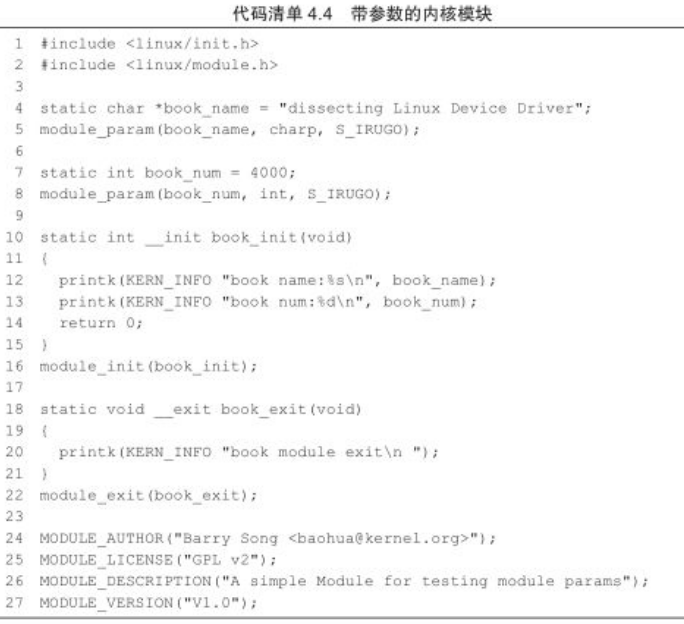 代码清单 4.4 带参数的内核模块
1 #include <linux/init.h>
2 #include <linux/module.h>
3
4 static char *book_name = "dissecting Linux Device Driver";
5 module_param(book_name, charp, S_IRUGO);
6
7 static int book_num = 4000;
8 module_param(book_num, int, S_IRUGO);
9
10 static int __init book_init(void)
11 {
12   printk(KERN_INFO "book name:%s\n", book_name);
13   printk(KERN_INFO "book num:%d\n", book_num);
14   return 0;
15 }
16 module_init(book_init);
17
18 static void __exit book_exit(void)
19 {
20   printk(KERN_INFO "book module exit\n ");
21 }
22 module_exit(book_exit);
23
24 MODULE_AUTHOR("Barry Song <baohua@kernel.org>");
25 MODULE_LICENSE("GPL v2");
26 MODULE_DESCRIPTION("A simple Module for testing module params");
27 MODULE_VERSION("V1.0");